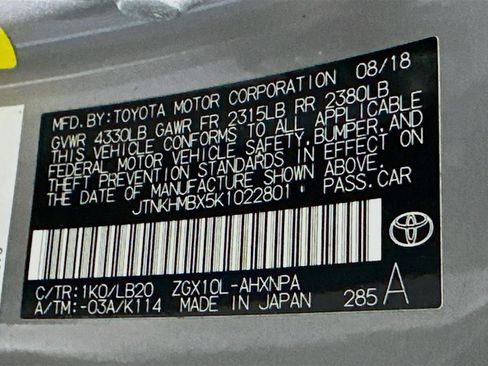 MFD. BY: TOYOTA MOTOR CORPORATION 08/18
GVWR 4330LB GAWR FR 2315LB RR 2380LB
THIS VEHICLE CONFORMS TO ALL APPLICABLE
FEDERAL MOTOR VEHICLE SAFETY, BUMPER, AND
THEFT PREVENTION STANDARDS IN EFFECT ON
THE DATE OF MANUFACTURE SHOWN ABOVE.
JTNKHMBX5K1022801 PASS. CAR
C/TR: 1K0/LB20 ZGX10L-AHXNPA
A/TM: -03A/K114 MADE IN JAPAN 285 A